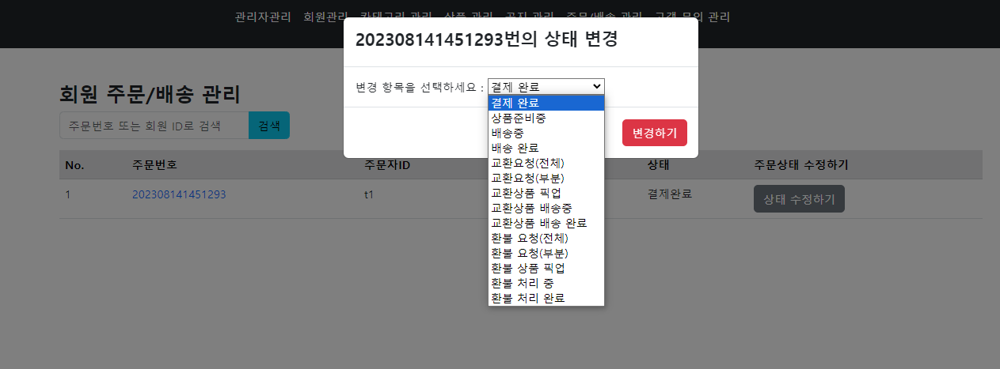 관리자관리 회원관리 카테고리 관리 상품 관리 공지 관리 주문/배송 관리 고객 문의 관리
202308141451293번의 상태 변경
변경 항목을 선택하세요 : 결제 완료
결제 완료
상품준비중
배송중
배송 완료
교환요청(전체)
교환요청(부분)
교환상품 픽업
교환상품 배송중
교환상품 배송 완료
환불 요청(전체)
환불 요청(부분)
환불 상품 픽업
환불 처리 중
환불 처리 완료
변경하기
회원 주문/배송 관리
주문번호 또는 회원 ID로 검색 검색
No. 주문번호 주문자ID 상태 주문상태 수정하기
1 202308141451293 t1 결제완료 상태 수정하기